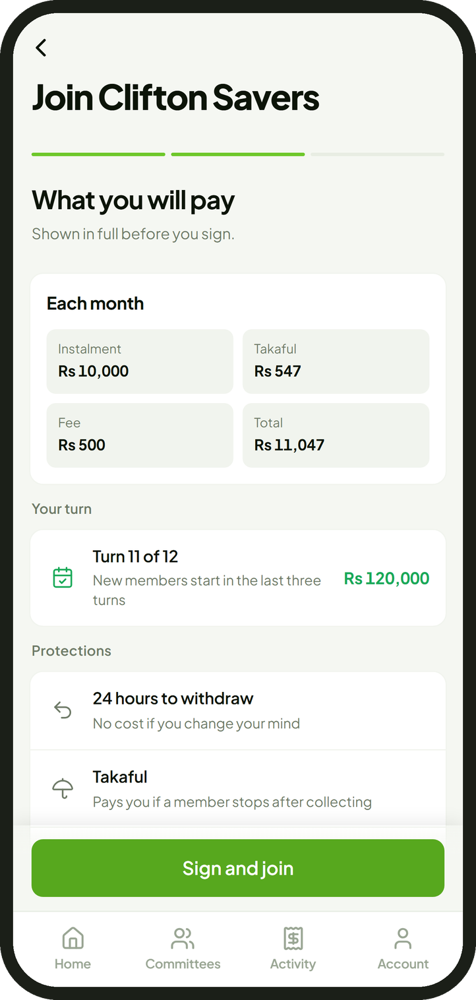 Join Clifton Savers
What you will pay
Shown in full before you sign.
Each month
Instalment
Rs 10,000
Takaful
Rs 547
Fee
Rs 500
Total
Rs 11,047
Your turn
Turn 11 of 12
New members start in the last three
turns
Rs 120,000
Protections
24 hours to withdraw
No cost if you change your mind
Takaful
Pays you if a member stops after collecting
Sign and join
Home
Committees
Activity
Account